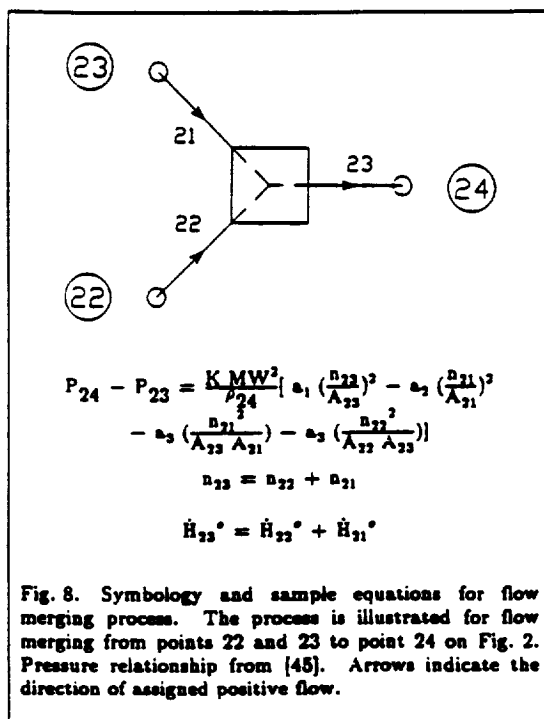 23
21
23
24
22
22
P₂₄ − P₂₃ = K MW²/ρ₂₄ [ a₁ (n₂₃/A₂₃)² − a₂ (n₂₁/A₂₁)²
− a₃ (n₂₁²/A₂₃ A₂₁) − a₃ (n₂₂²/A₂₂ A₂₃)]
n₂₃ = n₂₂ + n₂₁
Ḣ₂₃° = Ḣ₂₂° + Ḣ₂₁°
Fig. 8. Symbology and sample equations for flow
merging process. The process is illustrated for flow
merging from points 22 and 23 to point 24 on Fig. 2.
Pressure relationship from [45]. Arrows indicate the
direction of assigned positive flow.